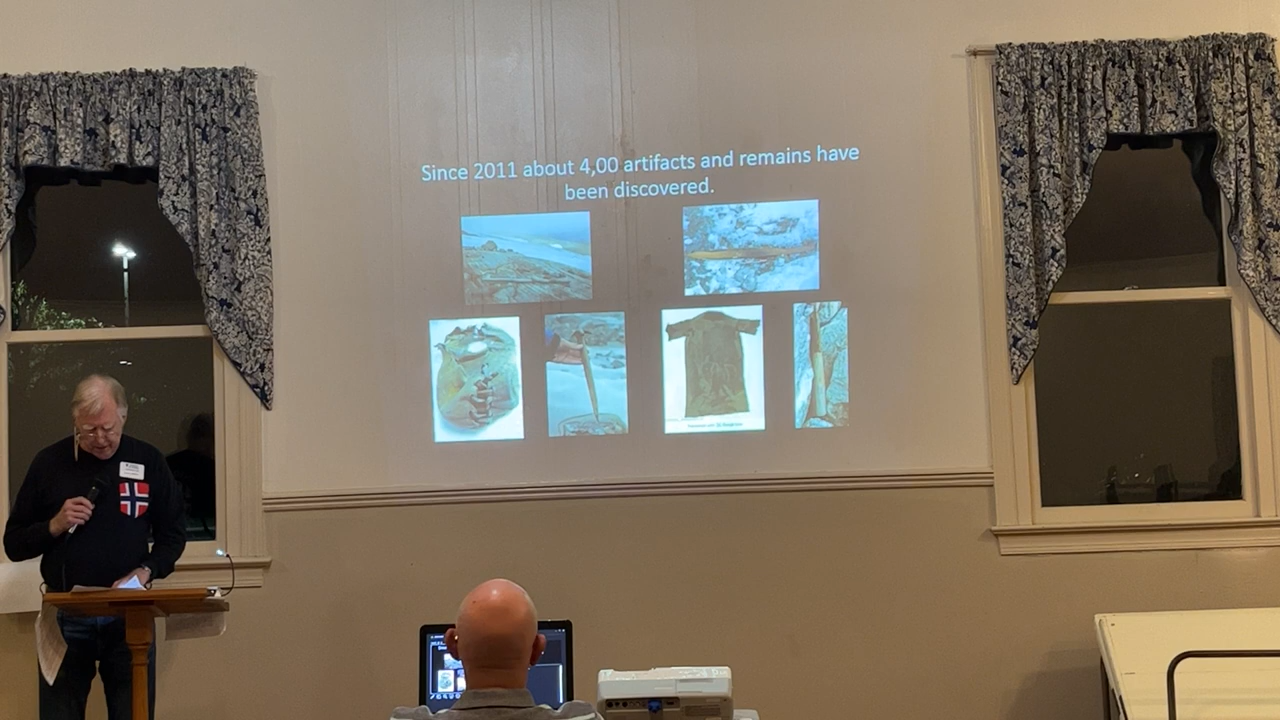 Since 2011 about 4,00 artifacts and remains have
been discovered.